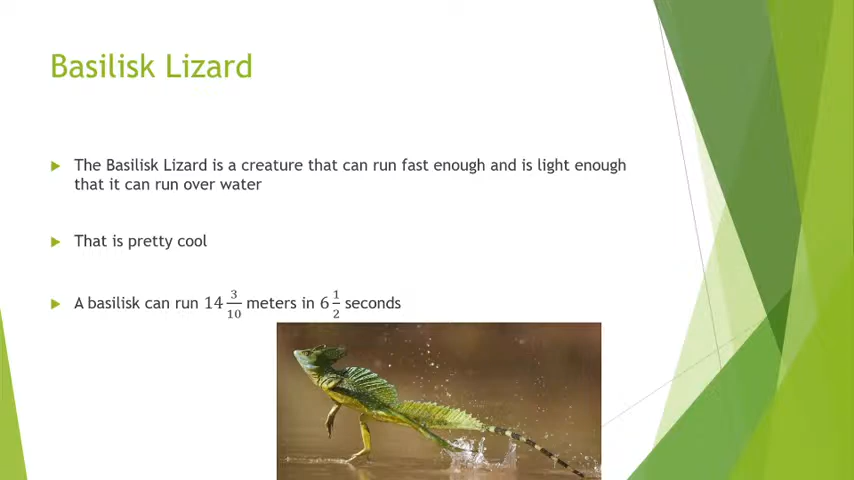 Basilisk Lizard
The Basilisk Lizard is a creature that can run fast enough and is light enough
that it can run over water
That is pretty cool
A basilisk can run 14 3/10 meters in 6 1/2 seconds